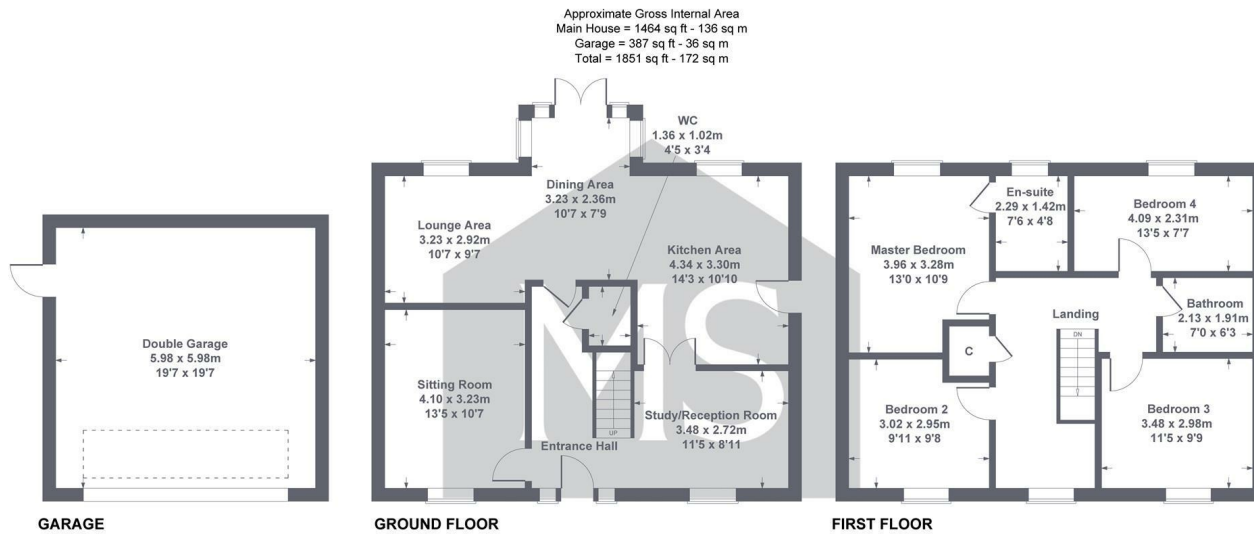 Approximate Gross Internal Area
Main House = 1464 sq ft - 136 sq m
Garage = 387 sq ft - 36 sq m
Total = 1851 sq ft - 172 sq m
Double Garage
5.98 x 5.98m
19'7 x 19'7
GARAGE
WC
1.36 x 1.02m
4'5 x 3'4
Dining Area
3.23 x 2.36m
10'7 x 7'9
Lounge Area
3.23 x 2.92m
10'7 x 9'7
Kitchen Area
4.34 x 3.30m
14'3 x 10'10
Sitting Room
4.10 x 3.23m
13'5 x 10'7
Study/Reception Room
3.48 x 2.72m
11'5 x 8'11
UP
Entrance Hall
MS
GROUND FLOOR
En-suite
2.29 x 1.42m
7'6 x 4'8
Bedroom 4
4.09 x 2.31m
13'5 x 7'7
Master Bedroom
3.96 x 3.28m
13'0 x 10'9
Bathroom
2.13 x 1.91m
7'0 x 6'3
Landing
DN
C
Bedroom 2
3.02 x 2.95m
9'11 x 9'8
Bedroom 3
3.48 x 2.98m
11'5 x 9'9
FIRST FLOOR